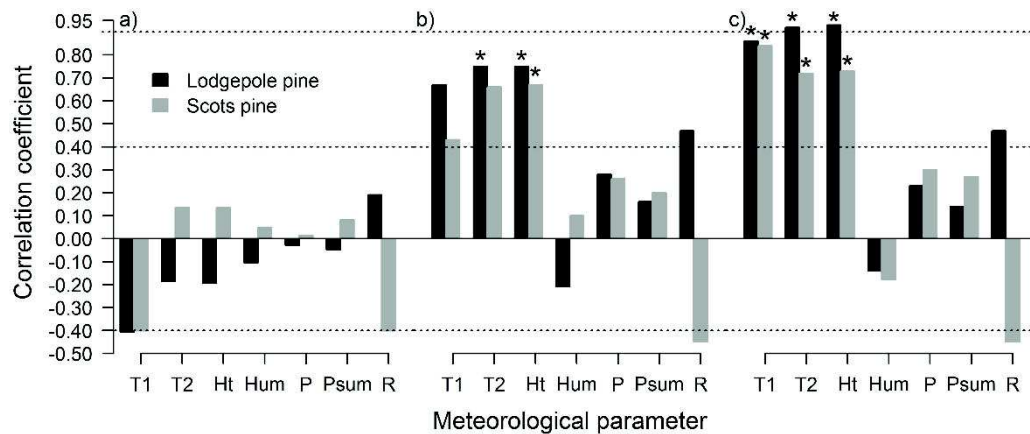 a) b) c)
0.95
0.80
0.70
0.60
0.50
0.40
0.30
0.20
0.10
0.00
-0.10
-0.20
-0.30
-0.40
-0.50
Correlation coefficient
Lodgepole pine
Scots pine
* * * * * * * * *
T1 T2 Ht Hum P Psum R T1 T2 Ht Hum P Psum R T1 T2 Ht Hum P Psum R
Meteorological parameter